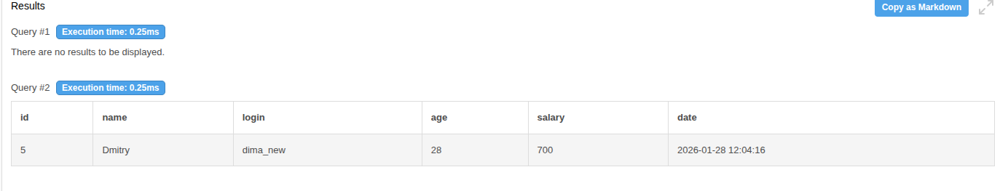 Results
Copy as Markdown
Query #1 Execution time: 0.25ms
There are no results to be displayed.
Query #2 Execution time: 0.25ms
id name login age salary date
5 Dmitry dima_new 28 700 2026-01-28 12:04:16